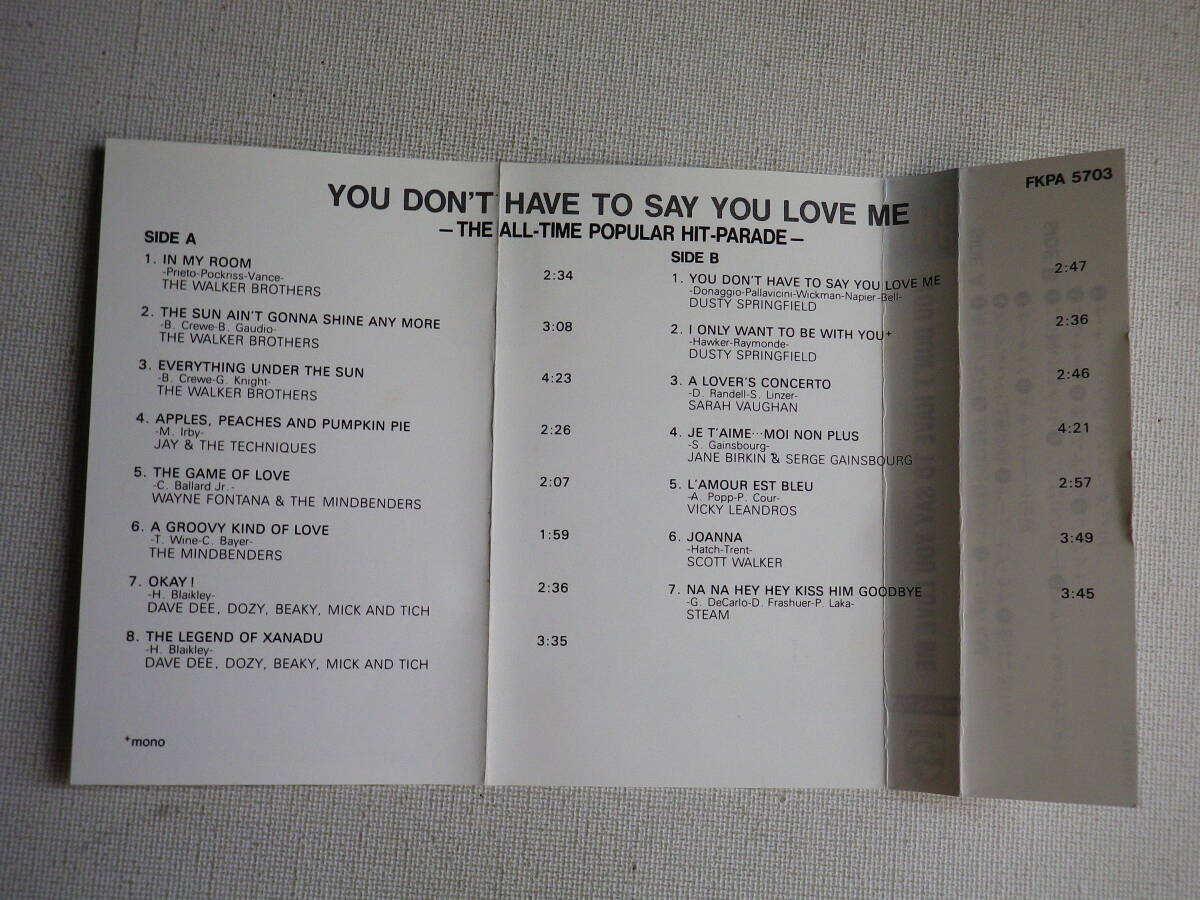 FKPA 5703
YOU DON'T HAVE TO SAY YOU LOVE ME
—THE ALL-TIME POPULAR HIT-PARADE—
SIDE A
1. IN MY ROOM 2:34
-Prieto-Pockriss-Vance-
THE WALKER BROTHERS
2. THE SUN AIN'T GONNA SHINE ANY MORE 3:08
-B. Crewe-B. Gaudio-
THE WALKER BROTHERS
3. EVERYTHING UNDER THE SUN 4:23
-B. Crewe-G. Knight-
THE WALKER BROTHERS
4. APPLES, PEACHES AND PUMPKIN PIE 2:26
-M. Irby-
JAY & THE TECHNIQUES
5. THE GAME OF LOVE 2:07
-C. Ballard Jr.-
WAYNE FONTANA & THE MINDBENDERS
6. A GROOVY KIND OF LOVE 1:59
-T. Wine-C. Bayer-
THE MINDBENDERS
7. OKAY! 2:36
-H. Blaikley-
DAVE DEE, DOZY, BEAKY, MICK AND TICH
8. THE LEGEND OF XANADU 3:35
-H. Blaikley-
DAVE DEE, DOZY, BEAKY, MICK AND TICH
+mono
SIDE B
1. YOU DON'T HAVE TO SAY YOU LOVE ME 2:47
-Donaggio-Pallavicini-Wickman-Napier-Bell-
DUSTY SPRINGFIELD
2. I ONLY WANT TO BE WITH YOU+ 2:36
-Hawker-Raymonde-
DUSTY SPRINGFIELD
3. A LOVER'S CONCERTO 2:46
-D. Randell-S. Linzer-
SARAH VAUGHAN
4. JE T'AIME…MOI NON PLUS 4:21
-S. Gainsbourg-
JANE BIRKIN & SERGE GAINSBOURG
5. L'AMOUR EST BLEU 2:57
-A. Popp-P. Cour-
VICKY LEANDROS
6. JOANNA 3:49
-Hatch-Trent-
SCOTT WALKER
7. NA NA HEY HEY KISS HIM GOODBYE 3:45
-G. DeCarlo-D. Frashuer-P. Laka-
STEAM